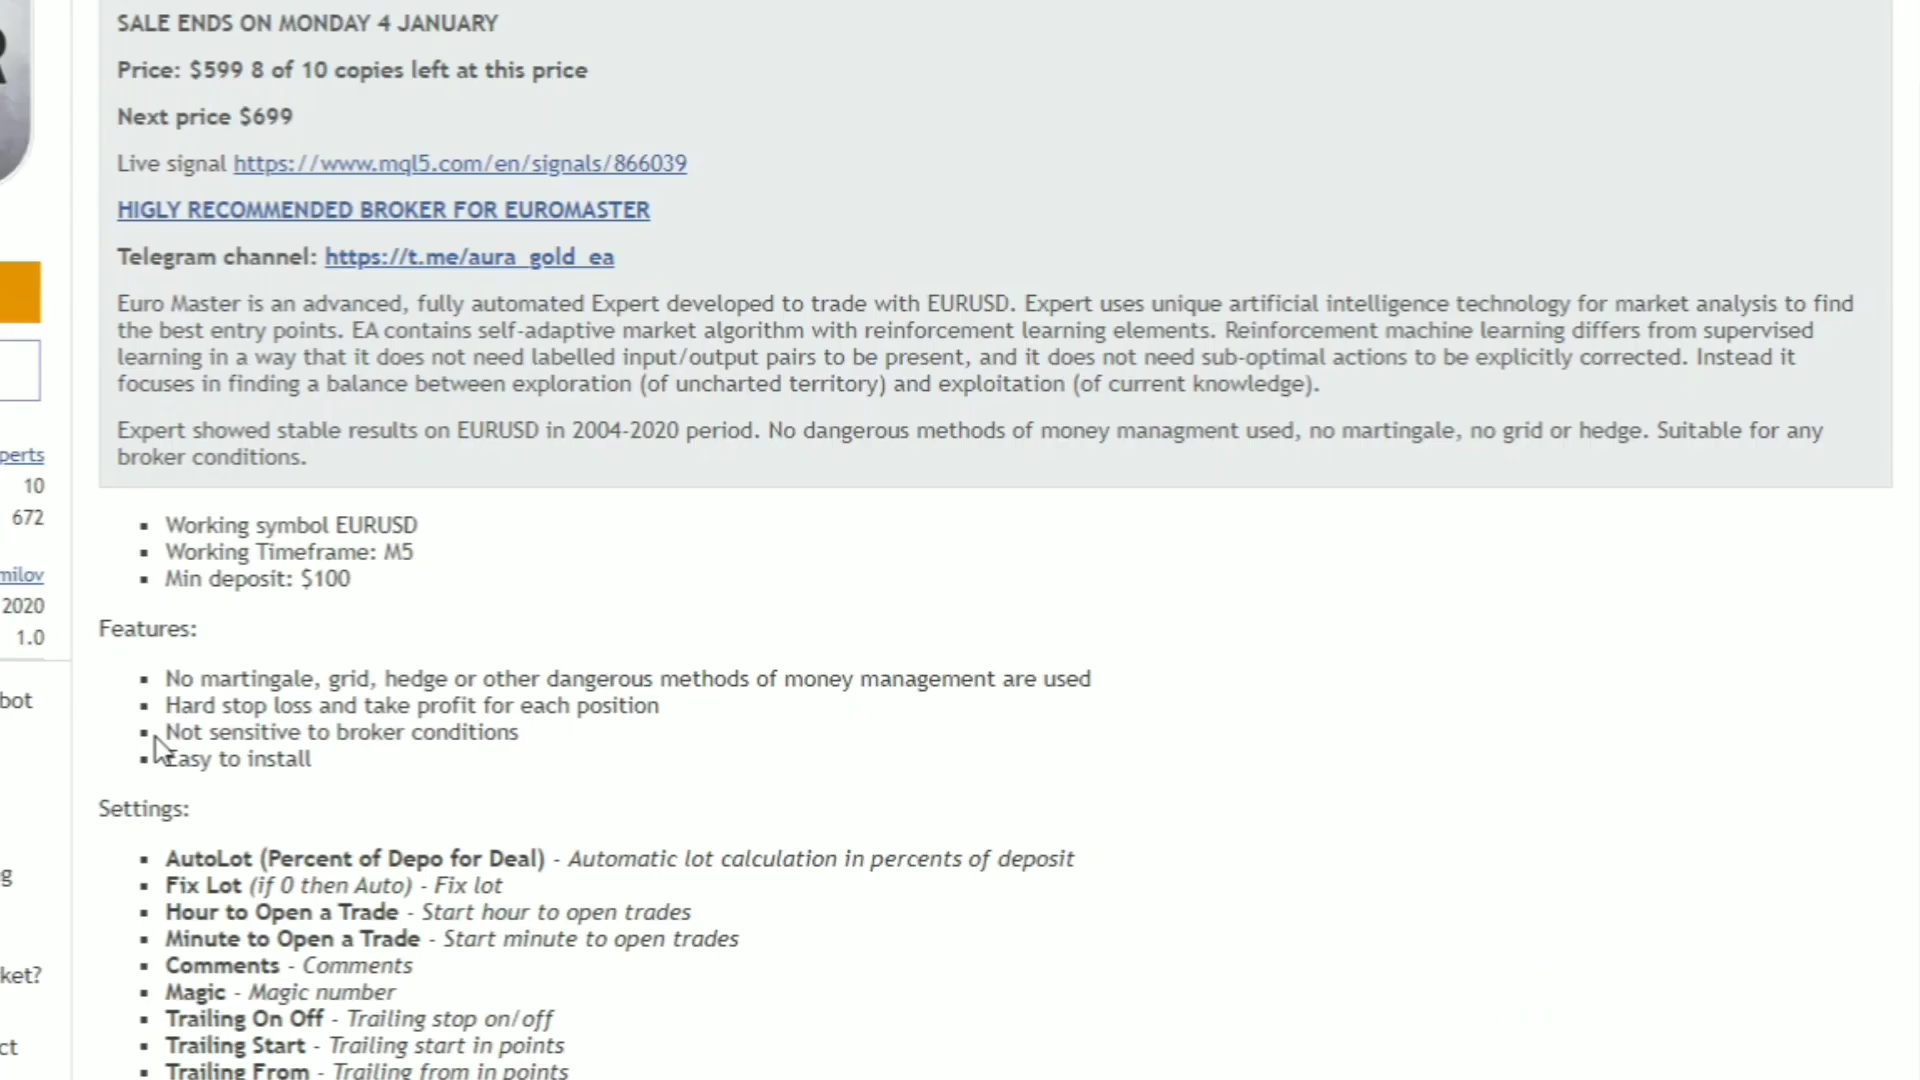 SALE ENDS ON MONDAY 4 JANUARY
Price: $599 8 of 10 copies left at this price
Next price $699
Live signal https://www.mql5.com/en/signals/866039
HIGLY RECOMMENDED BROKER FOR EUROMASTER
Telegram channel: https://t.me/aura_gold_ea
Euro Master is an advanced, fully automated Expert developed to trade with EURUSD. Expert uses unique artificial intelligence technology for market analysis to find
the best entry points. EA contains self-adaptive market algorithm with reinforcement learning elements. Reinforcement machine learning differs from supervised
learning in a way that it does not need labelled input/output pairs to be present, and it does not need sub-optimal actions to be explicitly corrected. Instead it
focuses in finding a balance between exploration (of uncharted territory) and exploitation (of current knowledge).
Expert showed stable results on EURUSD in 2004-2020 period. No dangerous methods of money managment used, no martingale, no grid or hedge. Suitable for any
broker conditions.
perts
10
672
milov
2020
1.0
bot
g
ket?
ct
Working symbol EURUSD
Working Timeframe: M5
Min deposit: $100
Features:
No martingale, grid, hedge or other dangerous methods of money management are used
Hard stop loss and take profit for each position
Not sensitive to broker conditions
Easy to install
Settings:
AutoLot (Percent of Depo for Deal) - Automatic lot calculation in percents of deposit
Fix Lot (if 0 then Auto) - Fix lot
Hour to Open a Trade - Start hour to open trades
Minute to Open a Trade - Start minute to open trades
Comments - Comments
Magic - Magic number
Trailing On Off - Trailing stop on/off
Trailing Start - Trailing start in points
Trailing From - Trailing from in points